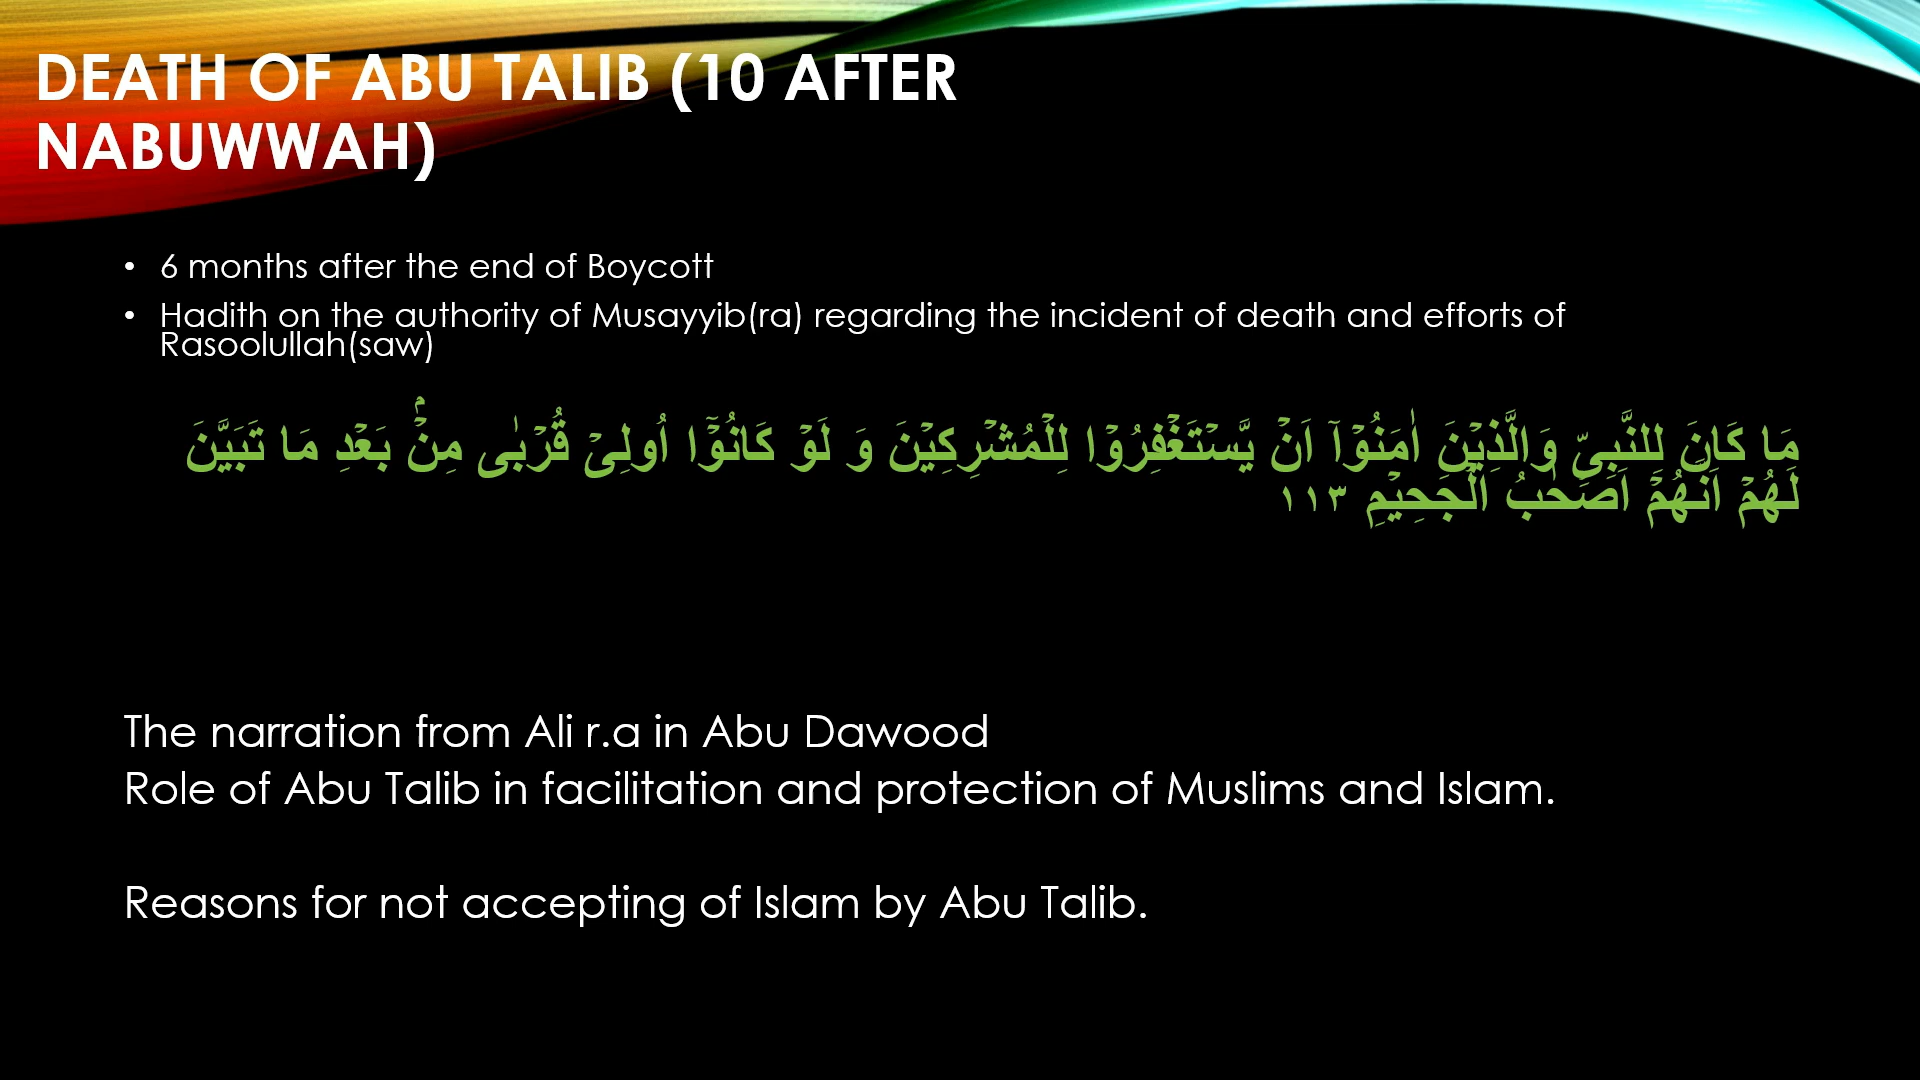 DEATH OF ABU TALIB (10 AFTER
NABUWWAH)
• 6 months after the end of Boycott
• Hadith on the authority of Musayyib(ra) regarding the incident of death and efforts of
Rasoolullah(saw)
مَا كَانَ لِلنَّبِىِّ وَالَّذِيۡنَ اٰمَنُوۡاۤ اَنۡ يَّسۡتَغۡفِرُوۡا لِلۡمُشۡرِكِيۡنَ وَ لَوۡ كَانُوۡۤا اُولِىۡ قُرۡبٰى مِنۡۢ بَعۡدِ مَا تَبَيَّنَ
لَهُمۡ اَنَّهُمۡ اَصۡحٰبُ الۡجَحِيۡمِ ١١٣
The narration from Ali r.a in Abu Dawood
Role of Abu Talib in facilitation and protection of Muslims and Islam.
Reasons for not accepting of Islam by Abu Talib.